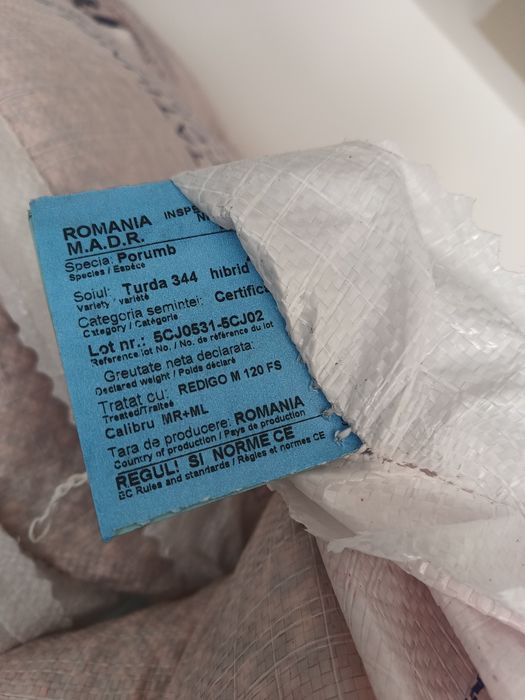 ROMANIA INSPE
M.A.D.R.
Specia Porumb
Species / Espèce
Soiul: Turda 344 hibrid
Variety / variété
Categoria semintei: Certific
Category / Catégorie
Lot nr.: 5CJ0531-5CJ02
Reference lot No. / No. de référence du lot
Greutate neta declarata:
Declared weight / Poids déclaré
Tratat cu: REDIGO M 120 FS
Treated/Traiteé
Calibru MR+ML
Tara de producere: ROMANIA
Country of production / Pays de production
REGULI SI NORME CE
EC Rules and standards / Règles et normes CE